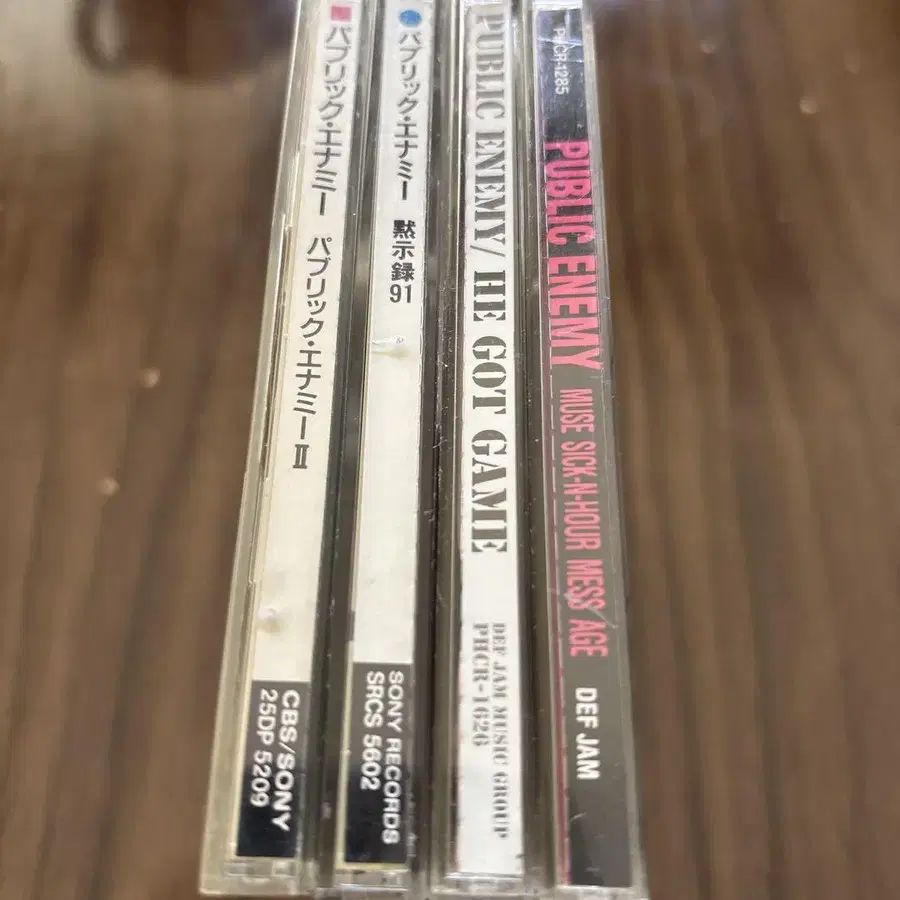 パブリック・エナミー パブリック・エナミーⅡ
CBS/SONY
25DP 5209
パブリック・エナミー 黙示録91
SONY RECORDS
SRCS 5602
PUBLIC ENEMY/ HE GOT GAME
DEF JAM MUSIC GROUP
PHCR-1626
PHCR-1285
PUBLIC ENEMY MUSE SICK-N-HOUR MESS AGE
DEF JAM